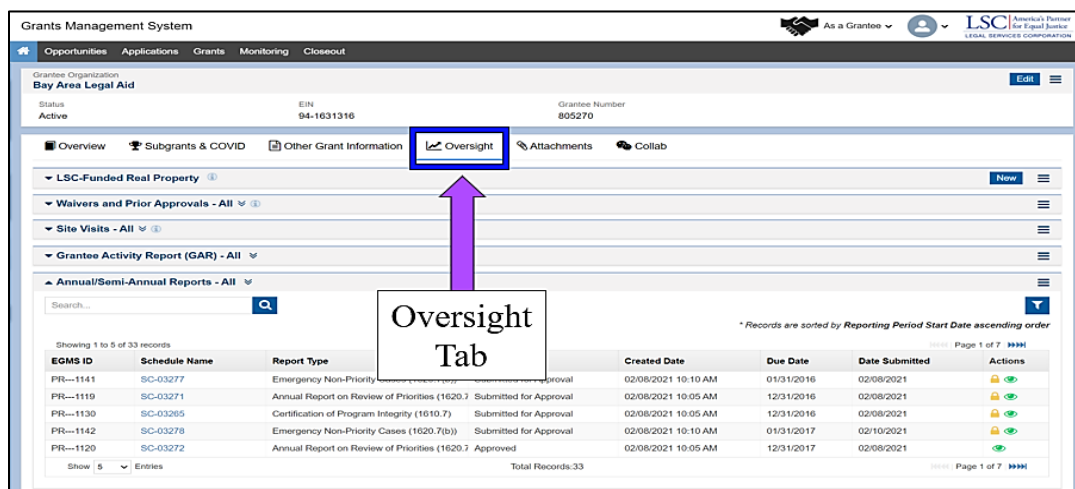 Grants Management System
As a Grantee
LSC America's Partner for Equal Justice
LEGAL SERVICES CORPORATION
Opportunities Applications Grants Monitoring Closeout
Grantee Organization
Bay Area Legal Aid
Edit
Status EIN Grantee Number
Active 94-1631316 805270
Overview Subgrants & COVID Other Grant Information Oversight Attachments Collab
LSC-Funded Real Property New
Waivers and Prior Approvals - All
Site Visits - All
Grantee Activity Report (GAR) - All
Annual/Semi-Annual Reports - All
Search...
Oversight
Tab
* Records are sorted by Reporting Period Start Date ascending order
Showing 1 to 5 of 33 records Page 1 of 7
EGMS ID Schedule Name Report Type Created Date Due Date Date Submitted Actions
PR---1141 SC-03277 Emergency Non-Priority Cases (1620.7(b)) Submitted for Approval 02/08/2021 10:10 AM 01/31/2016 02/08/2021
PR---1119 SC-03271 Annual Report on Review of Priorities (1620.7 Submitted for Approval 02/08/2021 10:05 AM 12/31/2016 02/08/2021
PR---1130 SC-03265 Certification of Program Integrity (1610.7) Submitted for Approval 02/08/2021 10:05 AM 12/31/2016 02/08/2021
PR---1142 SC-03278 Emergency Non-Priority Cases (1620.7(b)) Submitted for Approval 02/08/2021 10:10 AM 01/31/2017 02/10/2021
PR---1120 SC-03272 Annual Report on Review of Priorities (1620.7 Approved 02/08/2021 10:05 AM 12/31/2017 02/08/2021
Show 5 Entries Total Records:33 Page 1 of 7